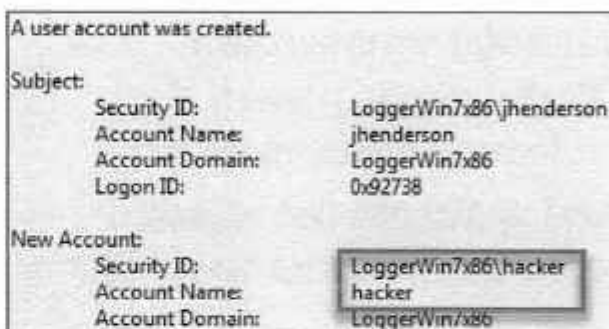 A user account was created.
Subject:
Security ID: LoggerWin7x86\jhenderson
Account Name: jhenderson
Account Domain: LoggerWin7x86
Logon ID: 0x92738
New Account:
Security ID: LoggerWin7x86\hacker
Account Name: hacker
Account Domain: LoggerWin7x86